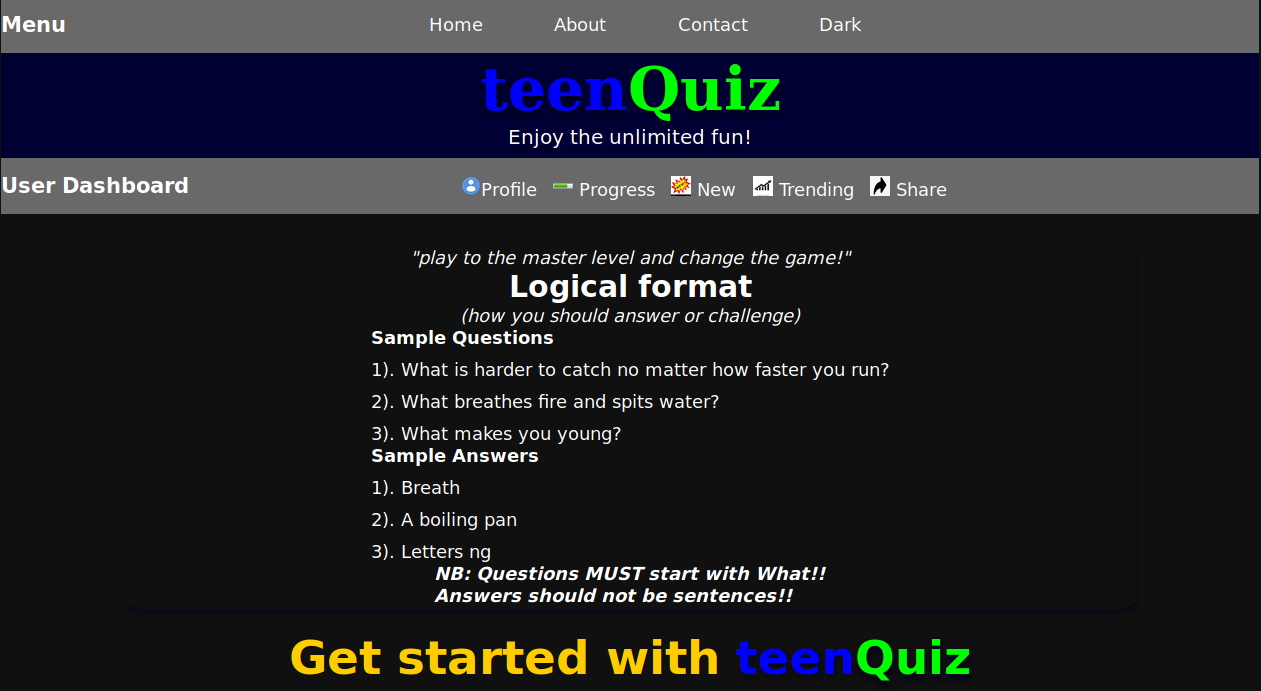 Menu Home About Contact Dark
teenQuiz
Enjoy the unlimited fun!
User Dashboard Profile Progress New Trending Share
"play to the master level and change the game!"
Logical format
(how you should answer or challenge)
Sample Questions
1). What is harder to catch no matter how faster you run?
2). What breathes fire and spits water?
3). What makes you young?
Sample Answers
1). Breath
2). A boiling pan
3). Letters ng
NB: Questions MUST start with What!!
Answers should not be sentences!!
Get started with teenQuiz